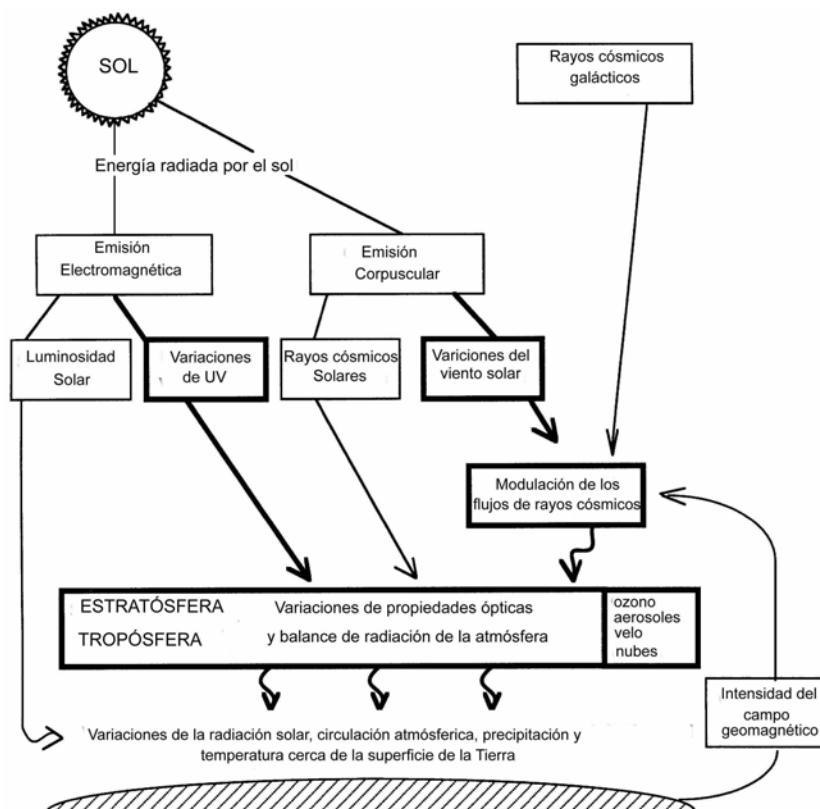 SOL
Rayos cósmicos
galácticos
Energía radiada por el sol
Emisión
Electromagnética
Emisión
Corpuscular
Luminosidad
Solar
Variaciones
de UV
Rayos cósmicos
Solares
Variciones del
viento solar
Modulación de los
flujos de rayos cósmicos
ESTRATÓSFERA
TROPÓSFERA
Variaciones de propiedades ópticas
y balance de radiación de la atmósfera
ozono
aerosoles
velo
nubes
Intensidad del
campo
geomagnético
Variaciones de la radiación solar, circulación atmósferica, precipitación y
temperatura cerca de la superficie de la Tierra